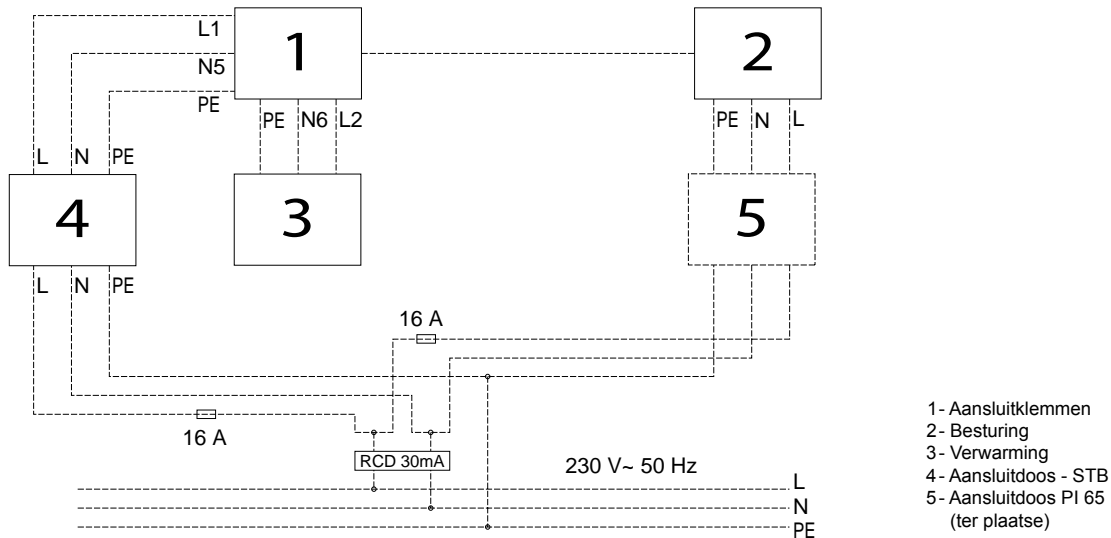 L1
1
2
N5
PE
PE N6 L2
PE N L
L N PE
4
3
5
L N PE
16 A
16 A
RCD 30mA
230 V~ 50 Hz
L
N
PE
1- Aansluitklemmen
2- Besturing
3- Verwarming
4- Aansluitdoos - STB
5- Aansluitdoos PI 65
(ter plaatse)